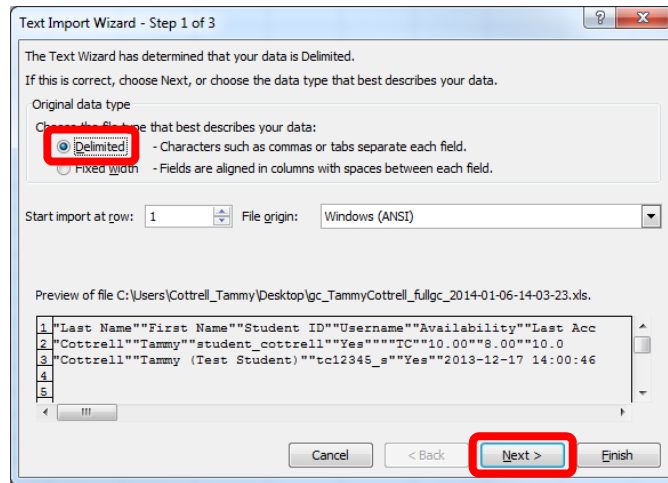 Text Import Wizard - Step 1 of 3
The Text Wizard has determined that your data is Delimited.
If this is correct, choose Next, or choose the data type that best describes your data.
Original data type
Choose the file type that best describes your data:
Delimited - Characters such as commas or tabs separate each field.
Fixed width - Fields are aligned in columns with spaces between each field.
Start import at row: 1 File origin: Windows (ANSI)
Preview of file C:\Users\Cottrell_Tammy\Desktop\gc_TammyCottrell_fullgc_2014-01-06-14-03-23.xls.
1 "Last Name""First Name""Student ID""Username""Availability""Last Acc
2 "Cottrell""Tammy""student_cottrell""Yes""""TC""10.00""8.00""10.0
3 "Cottrell""Tammy (Test Student)""tc12345_s""Yes""2013-12-17 14:00:46
4
5
Cancel < Back Next > Finish